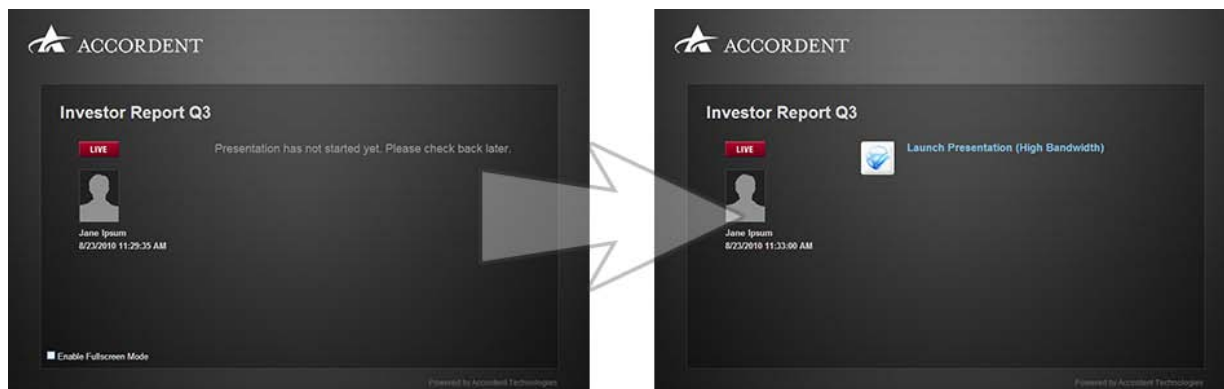 ACCORDENT
Investor Report Q3
LIVE
Presentation has not started yet. Please check back later.
Jane Ipsum
8/23/2010 11:29:35 AM
Enable Fullscreen Mode
Powered by Accordent Technologies
ACCORDENT
Investor Report Q3
LIVE
Launch Presentation (High Bandwidth)
Jane Ipsum
8/23/2010 11:33:00 AM
Powered by Accordent Technologies